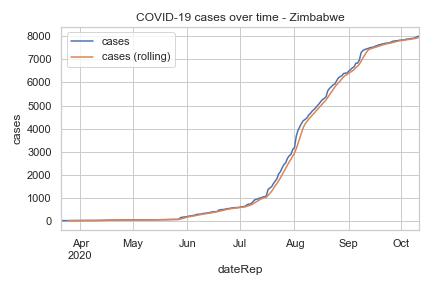 COVID-19 cases over time - Zimbabwe
cases
cases (rolling)
8000
7000
6000
5000
4000
3000
2000
1000
0
cases
Apr May Jun Jul Aug Sep Oct
2020
dateRep